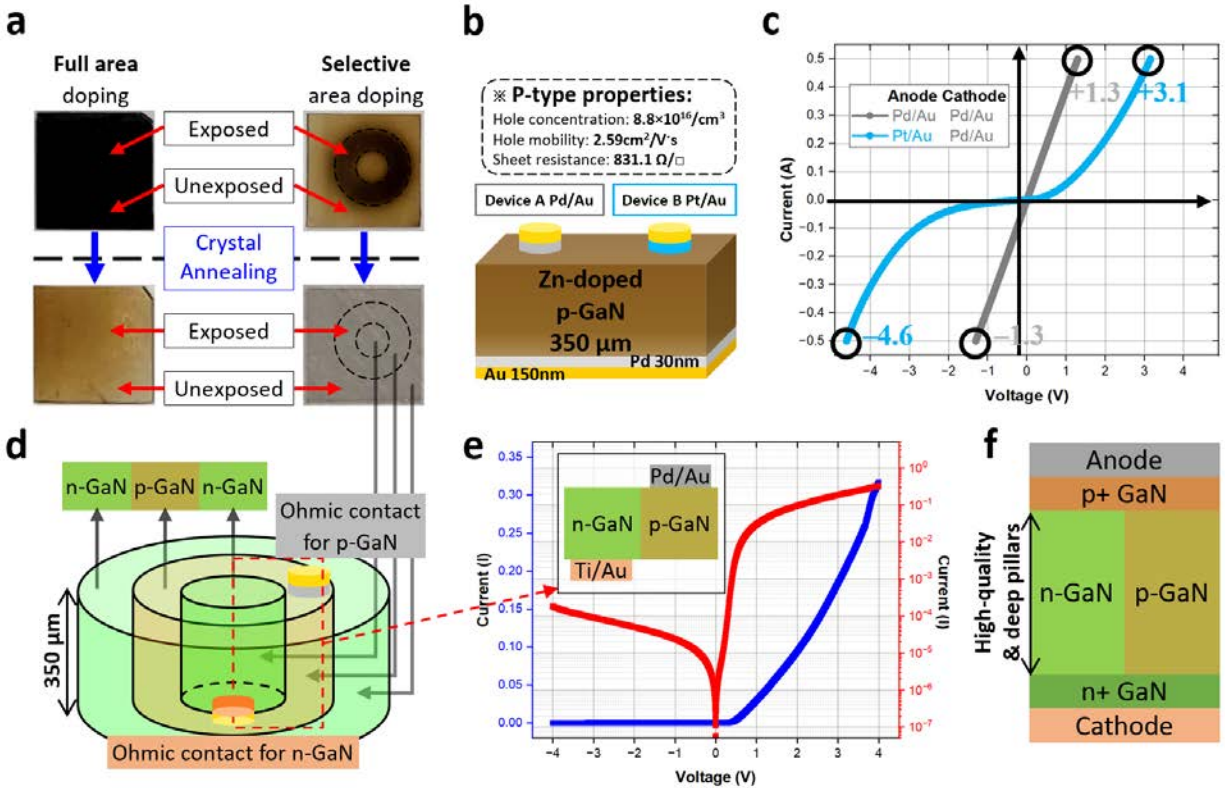 a
Full area
doping
Selective
area doping
Exposed
Unexposed
Crystal
Annealing
Exposed
Unexposed
b
※ P-type properties:
Hole concentration: 8.8×10¹⁶/cm³
Hole mobility: 2.59cm²/V·s
Sheet resistance: 831.1 Ω/□
Device A Pd/Au
Device B Pt/Au
Zn-doped
p-GaN
350 μm
Pd 30nm
Au 150nm
c
Current (A)
0.5
0.4
0.3
0.2
0.1
0.0
-0.1
-0.2
-0.3
-0.4
-0.5
Anode Cathode
Pd/Au Pd/Au
Pt/Au Pd/Au
+1.3
+3.1
−4.6
−1.3
-4 -3 -2 -1 0 1 2 3 4
Voltage (V)
d
n-GaN p-GaN n-GaN
Ohmic contact
for p-GaN
350 μm
Ohmic contact for n-GaN
e
Current (I)
0.35
0.30
0.25
0.20
0.15
0.10
0.05
0.00
Pd/Au
n-GaN p-GaN
Ti/Au
10⁰
10⁻¹
10⁻²
10⁻³
10⁻⁴
10⁻⁵
10⁻⁶
10⁻⁷
Current (I)
−4 −3 −2 −1 0 1 2 3 4
Voltage (V)
f
Anode
p+ GaN
High-quality
& deep pillars
n-GaN p-GaN
n+ GaN
Cathode